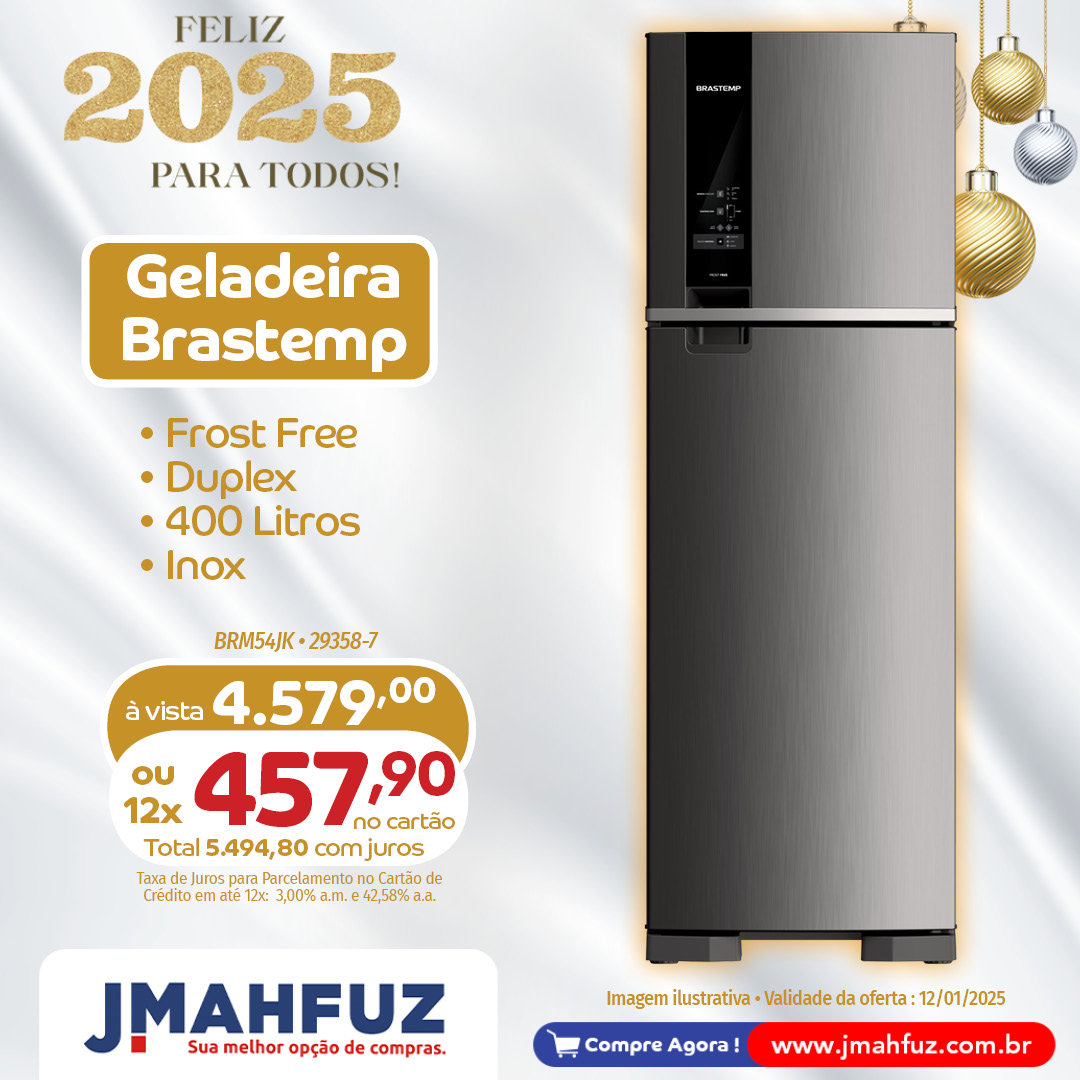 FELIZ
2025
PARA TODOS!
BRASTEMP
Geladeira
Brastemp
• Frost Free
• Duplex
• 400 Litros
• Inox
FROST FREE
BRM54JK • 29358-7
à vista 4.579,00
ou 12x 457,90
no cartão
Total 5.494,80 com juros
Taxa de Juros para Parcelamento no Cartão de
Crédito em até 12x: 3,00% a.m. e 42,58% a.a.
JMAHFUZ
Sua melhor opção de compras.
Imagem ilustrativa • Validade da oferta : 12/01/2025
Compre Agora ! www.jmahfuz.com.br